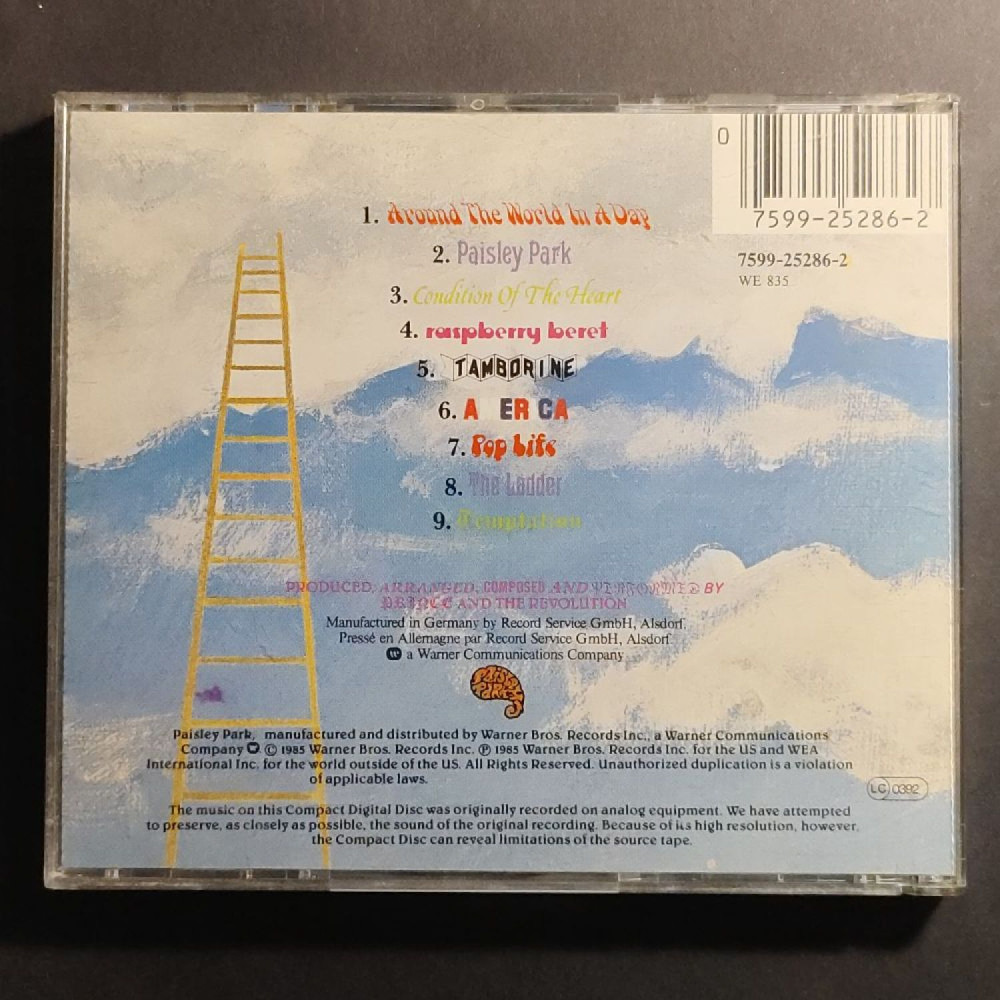 0
7599-25286-2
7599-25286-2
WE 835
1. Around The World In A Day
2. Paisley Park
3. Condition Of The Heart
4. raspberry beret
5. TAMBORINE
6. A ER CA
7. Pop Life
8. The Ladder
9. Temptation
PRODUCED, ARRANGED, COMPOSED AND PERFORMED BY
PRINCE AND THE REVOLUTION
Manufactured in Germany by Record Service GmbH, Alsdorf.
Pressé en Allemagne par Record Service GmbH, Alsdorf.
a Warner Communications Company
PAISLEY PARK
Paisley Park, manufactured and distributed by Warner Bros. Records Inc., a Warner Communications
Company Ⓒ 1985 Warner Bros. Records Inc. Ⓟ 1985 Warner Bros. Records Inc. for the US and WEA
International Inc. for the world outside of the US. All Rights Reserved. Unauthorized duplication is a violation
of applicable laws.
LC 0392
The music on this Compact Digital Disc was originally recorded on analog equipment. We have attempted
to preserve, as closely as possible, the sound of the original recording. Because of its high resolution, however,
the Compact Disc can reveal limitations of the source tape.